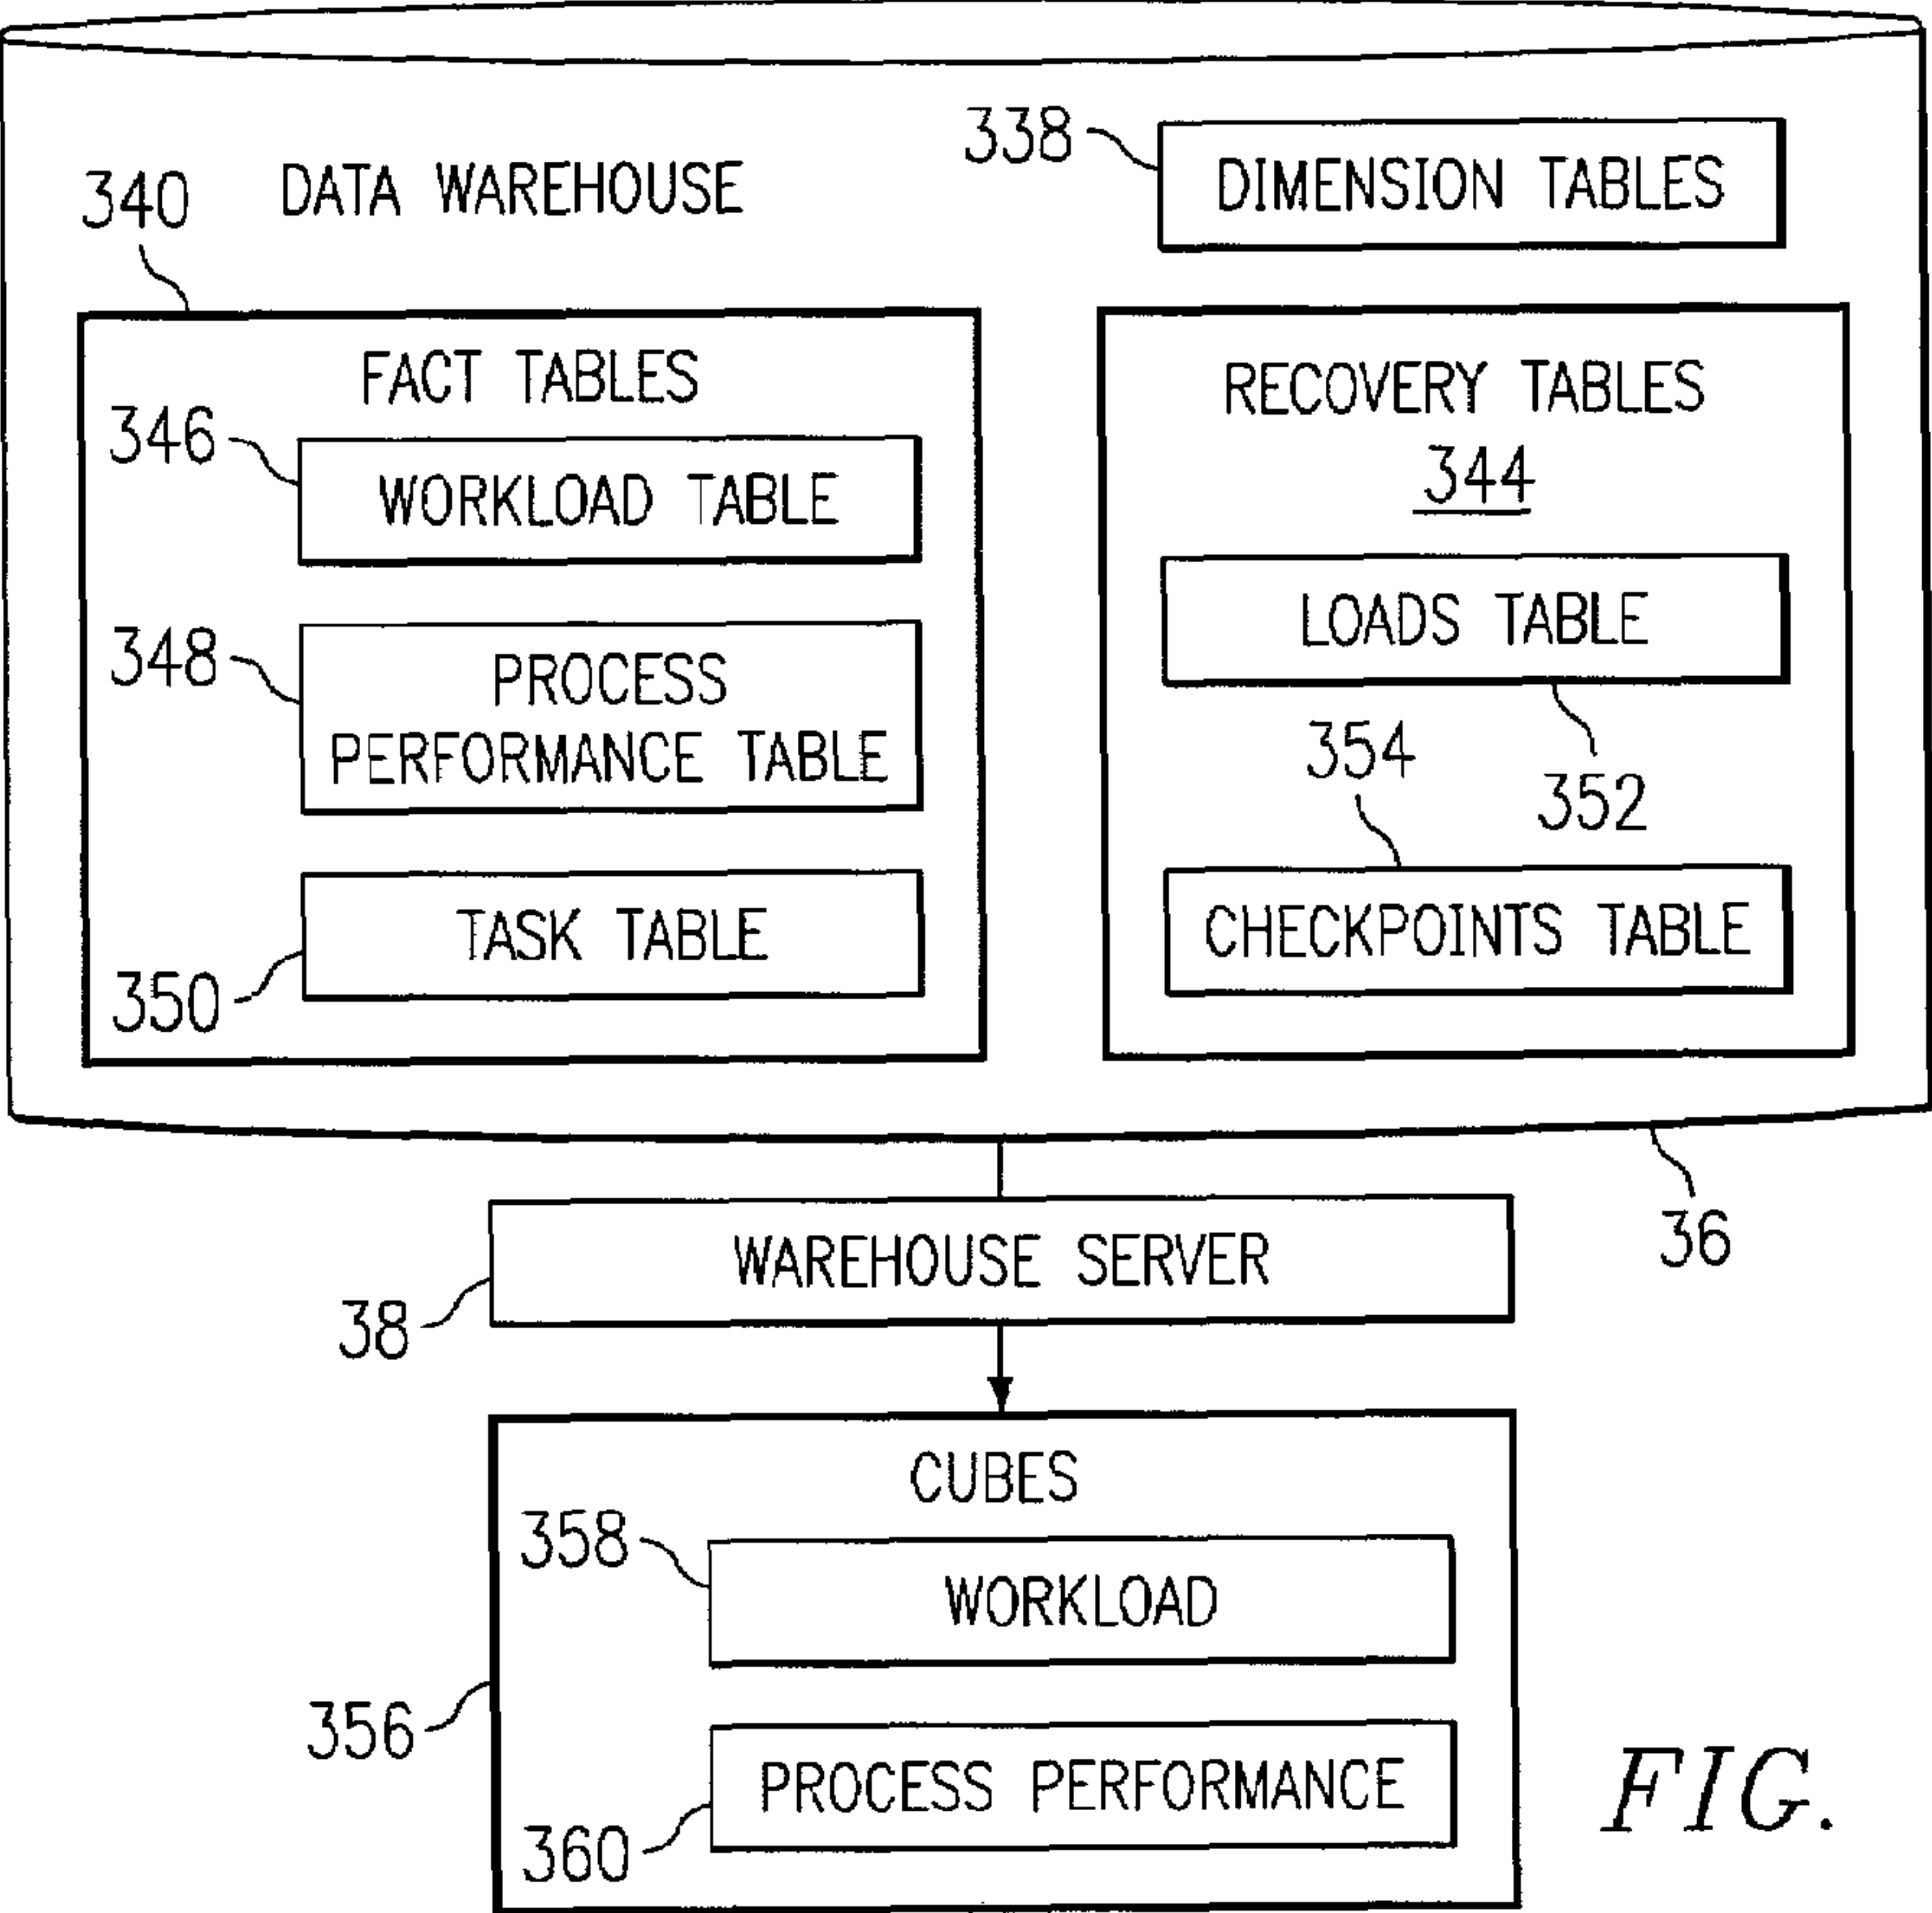 338
DIMENSION TABLES
340
DATA WAREHOUSE
FACT TABLES
346
WORKLOAD TABLE
348
PROCESS
PERFORMANCE TABLE
350
TASK TABLE
RECOVERY TABLES
344
LOADS TABLE
352
354
CHECKPOINTS TABLE
36
WAREHOUSE SERVER
38
CUBES
358
WORKLOAD
356
PROCESS PERFORMANCE
360
FIG.